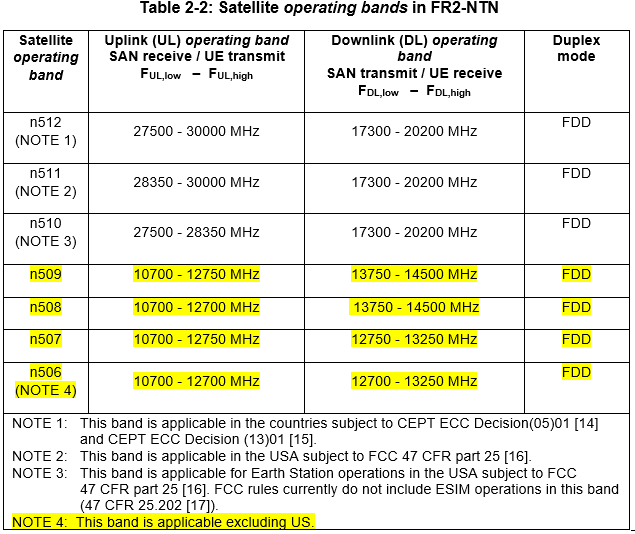 Table 2-2: Satellite operating bands in FR2-NTN
Satellite operating band
Uplink (UL) operating band
SAN receive / UE transmit
FUL,low – FUL,high
Downlink (DL) operating band
SAN transmit / UE receive
FDL,low – FDL,high
Duplex mode
n512 (NOTE 1) 27500 - 30000 MHz 17300 - 20200 MHz FDD
n511 (NOTE 2) 28350 - 30000 MHz 17300 - 20200 MHz FDD
n510 (NOTE 3) 27500 - 28350 MHz 17300 - 20200 MHz FDD
n509 10700 - 12750 MHz 13750 - 14500 MHz FDD
n508 10700 - 12700 MHz 13750 - 14500 MHz FDD
n507 10700 - 12750 MHz 12750 - 13250 MHz FDD
n506 (NOTE 4) 10700 - 12700 MHz 12700 - 13250 MHz FDD
NOTE 1: This band is applicable in the countries subject to CEPT ECC Decision(05)01 [14]
and CEPT ECC Decision (13)01 [15].
NOTE 2: This band is applicable in the USA subject to FCC 47 CFR part 25 [16].
NOTE 3: This band is applicable for Earth Station operations in the USA subject to FCC
47 CFR part 25 [16]. FCC rules currently do not include ESIM operations in this band
(47 CFR 25.202 [17]).
NOTE 4: This band is applicable excluding US.